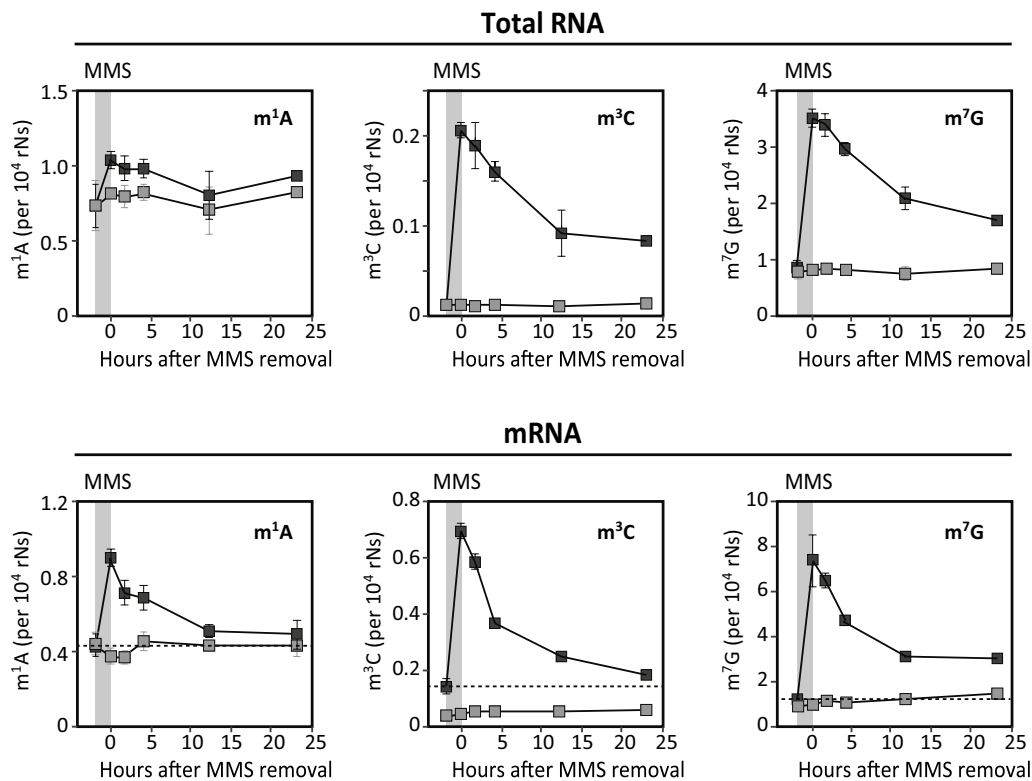 Total RNA
MMS
m¹A
m¹A (per 10⁴ rNs)
1.5
1.0
0.5
0
0 5 10 15 20 25
Hours after MMS removal
MMS
m³C
m³C (per 10⁴ rNs)
0.2
0.1
0
0 5 10 15 20 25
Hours after MMS removal
MMS
m⁷G
m⁷G (per 10⁴ rNs)
4
3
2
1
0
0 5 10 15 20 25
Hours after MMS removal
mRNA
MMS
m¹A
m¹A (per 10⁴ rNs)
1.2
0.8
0.4
0
0 5 10 15 20 25
Hours after MMS removal
MMS
m³C
m³C (per 10⁴ rNs)
0.8
0.6
0.4
0.2
0
0 5 10 15 20 25
Hours after MMS removal
MMS
m⁷G
m⁷G (per 10⁴ rNs)
10
8
6
4
2
0
0 5 10 15 20 25
Hours after MMS removal